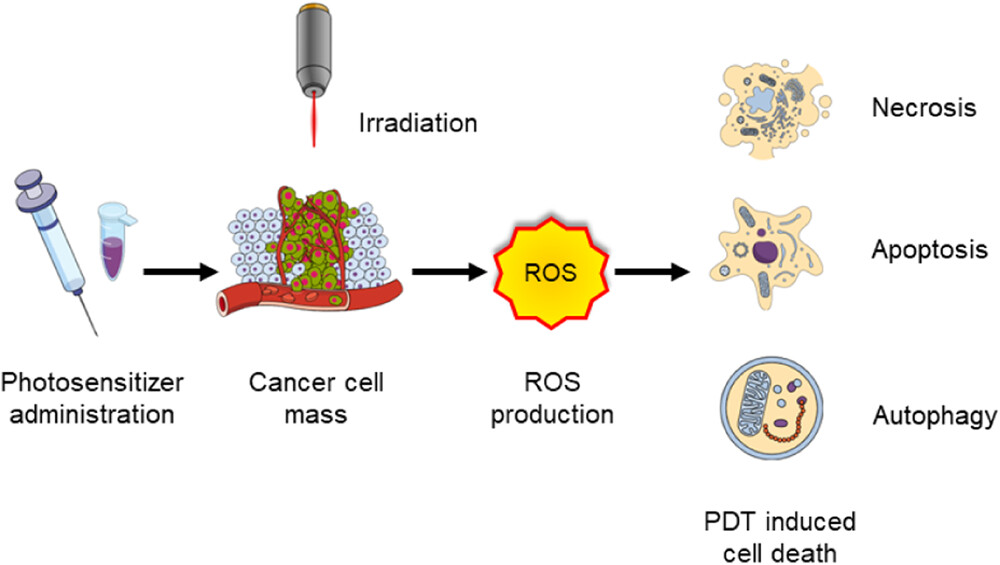 Irradiation
Photosensitizer
administration
Cancer cell
mass
ROS
ROS
production
Necrosis
Apoptosis
Autophagy
PDT induced
cell death